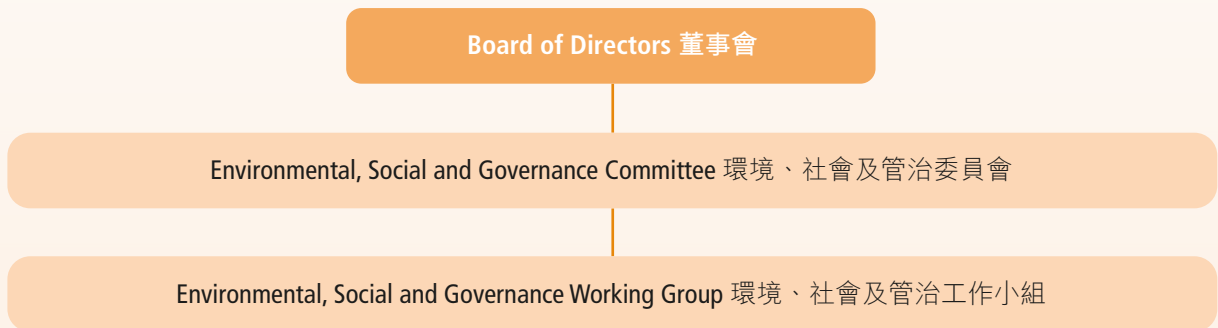 Board of Directors 董事會
Environmental, Social and Governance Committee 環境、社會及管治委員會
Environmental, Social and Governance Working Group 環境、社會及管治工作小組